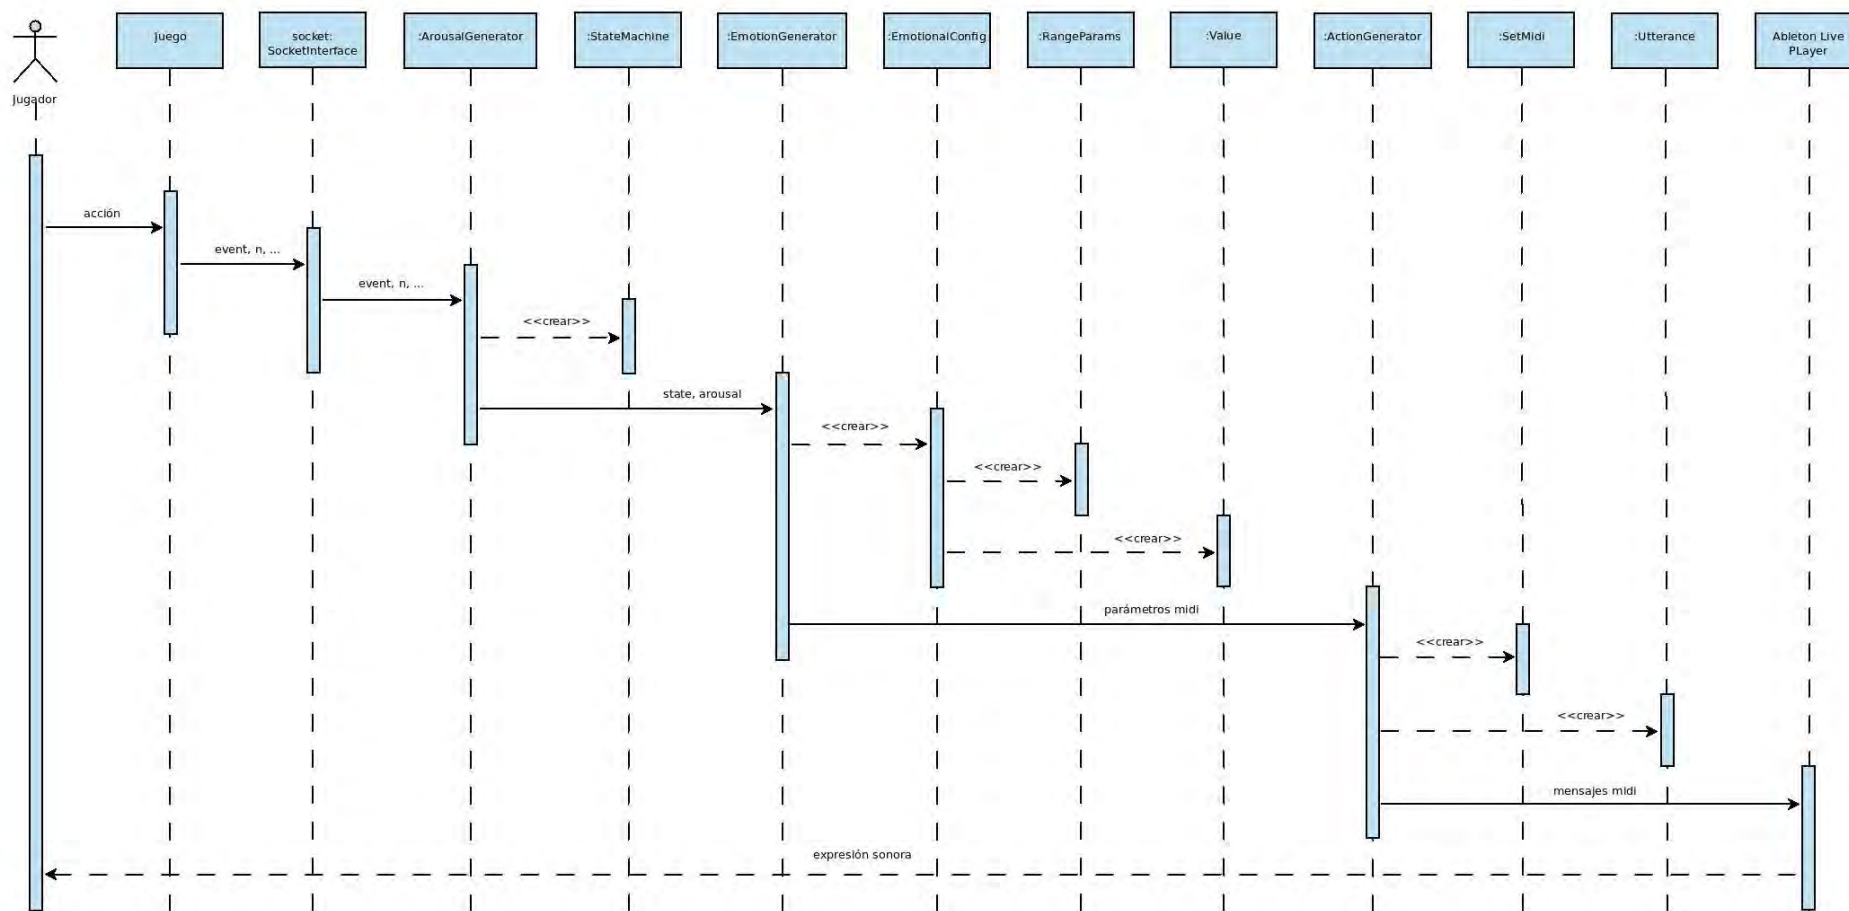 Jugador
Juego
socket:
SocketInterface
:ArousalGenerator
:StateMachine
:EmotionGenerator
:EmotionalConfig
:RangeParams
:Value
:ActionGenerator
:SetMidi
:Utterance
Ableton Live
PLayer
acción
event, n, ...
event, n, ...
<<crear>>
state, arousal
<<crear>>
<<crear>>
<<crear>>
parámetros midi
<<crear>>
<<crear>>
mensajes midi
expresión sonora